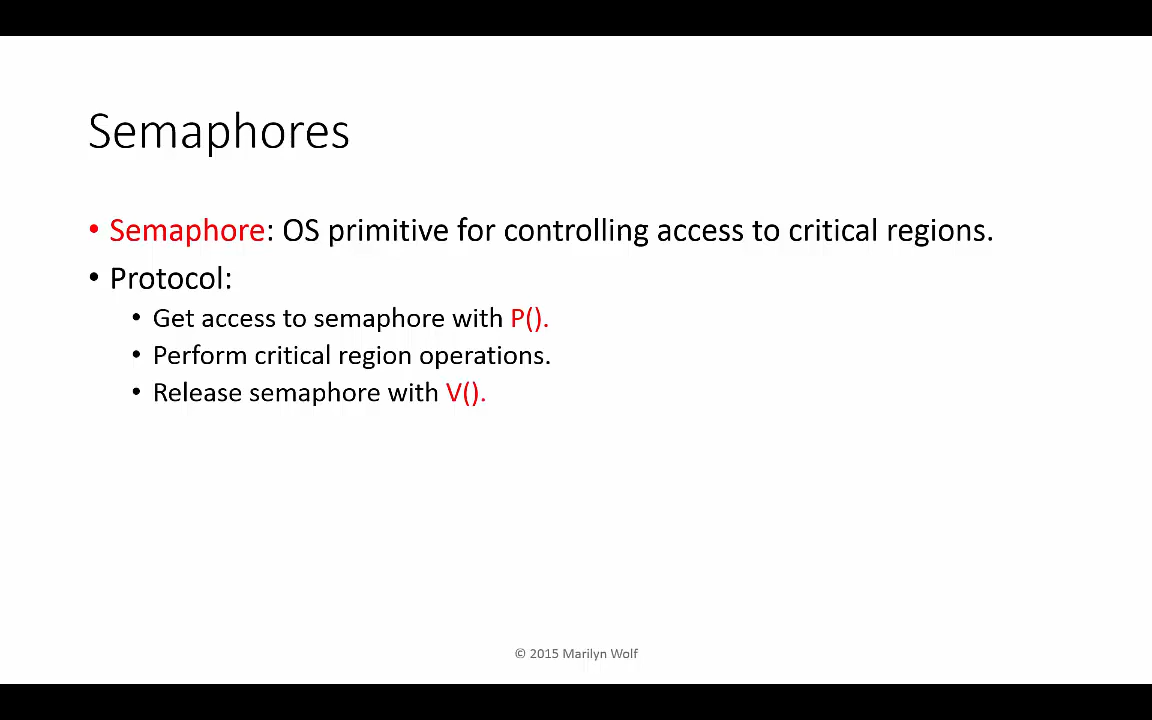 Semaphores
• Semaphore: OS primitive for controlling access to critical regions.
• Protocol:
• Get access to semaphore with P().
• Perform critical region operations.
• Release semaphore with V().
© 2015 Marilyn Wolf